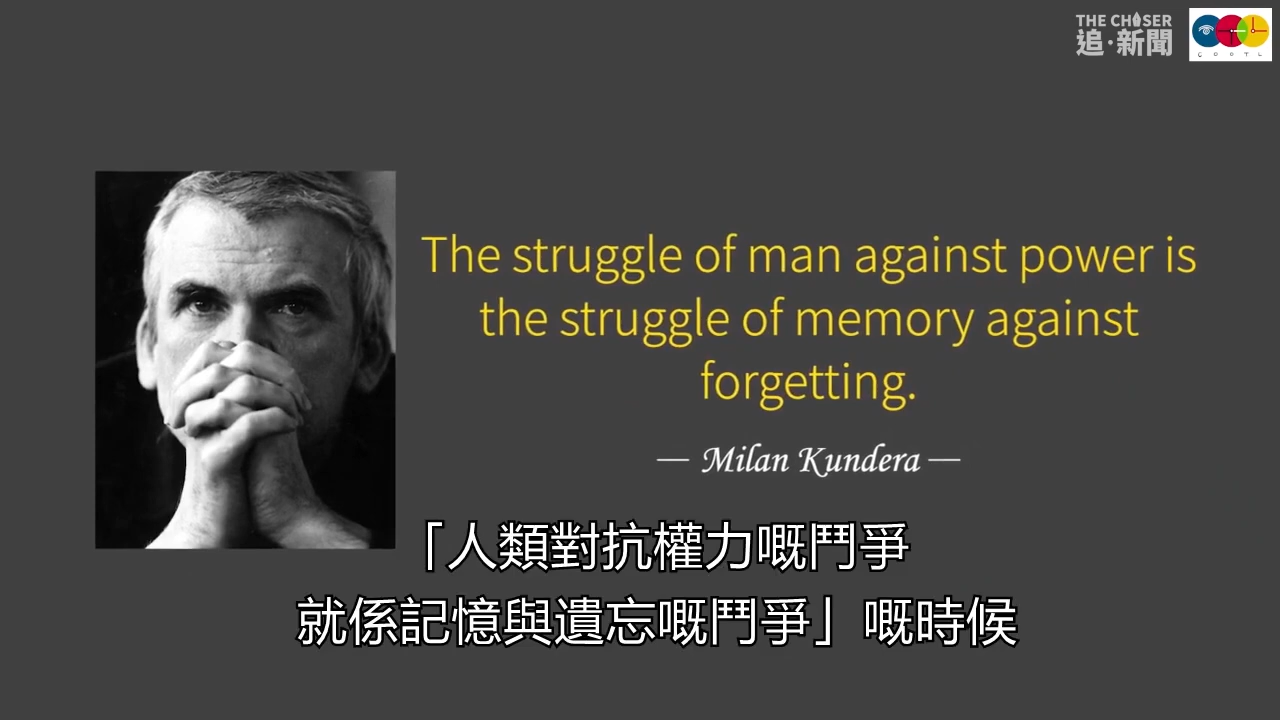 THE CHASER
追·新聞
COOTL
The struggle of man against power is
the struggle of memory against
forgetting.
— Milan Kundera —
「人類對抗權力嘅鬥爭
就係記憶與遺忘嘅鬥爭」嘅時候